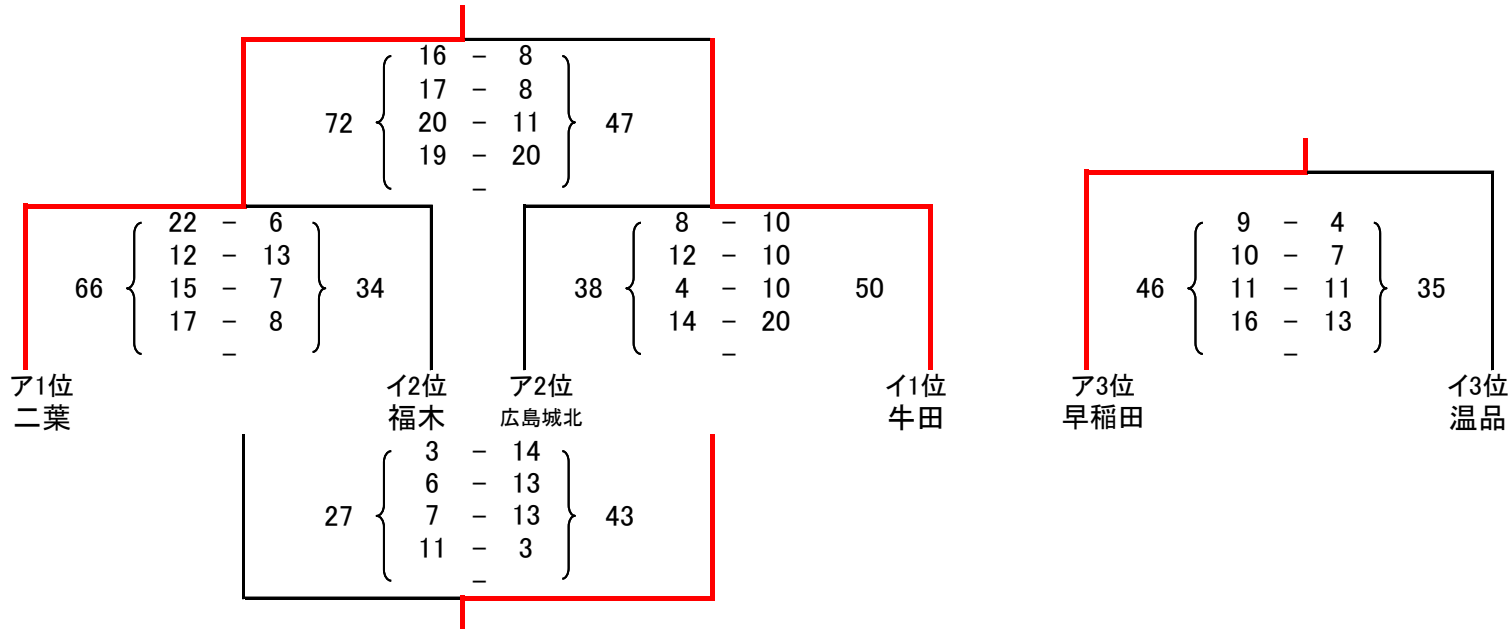 16 － 8
17 － 8
72 20 － 11 47
19 － 20
－
22 － 6
12 － 13
66 15 － 7 34
17 － 8
－
8 － 10
12 － 10
38 4 － 10 50
14 － 20
－
9 － 4
10 － 7
46 11 － 11 35
16 － 13
－
ア1位 イ2位 ア2位 イ1位 ア3位 イ3位
二葉 福木 広島城北 牛田 早稲田 温品
3 － 14
6 － 13
27 7 － 13 43
11 － 3
－